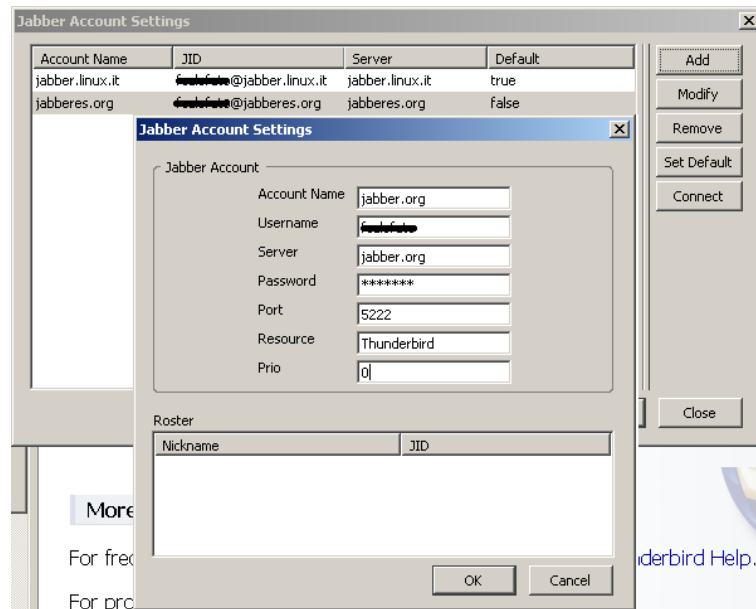 Jabber Account Settings
Account Name JID Server Default
jabber.linux.it @jabber.linux.it jabber.linux.it true
jabberes.org @jabberes.org jabberes.org false
Add
Modify
Remove
Set Default
Connect
Close
Jabber Account Settings
Jabber Account
Account Name jabber.org
Username
Server jabber.org
Password *******
Port 5222
Resource Thunderbird
Prio 0
Roster
Nickname JID
OK Cancel
More
For
nderbird Help.
For